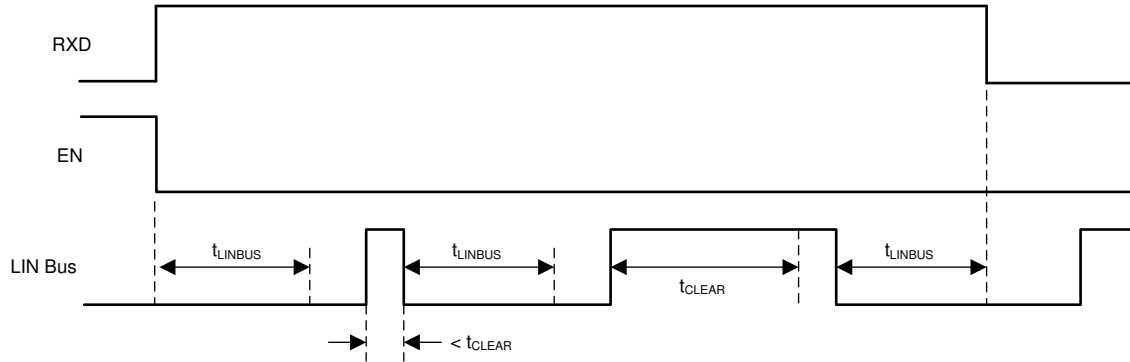 RXD
EN
LIN Bus
tLINBUS
tLINBUS
tCLEAR
tLINBUS
< tCLEAR